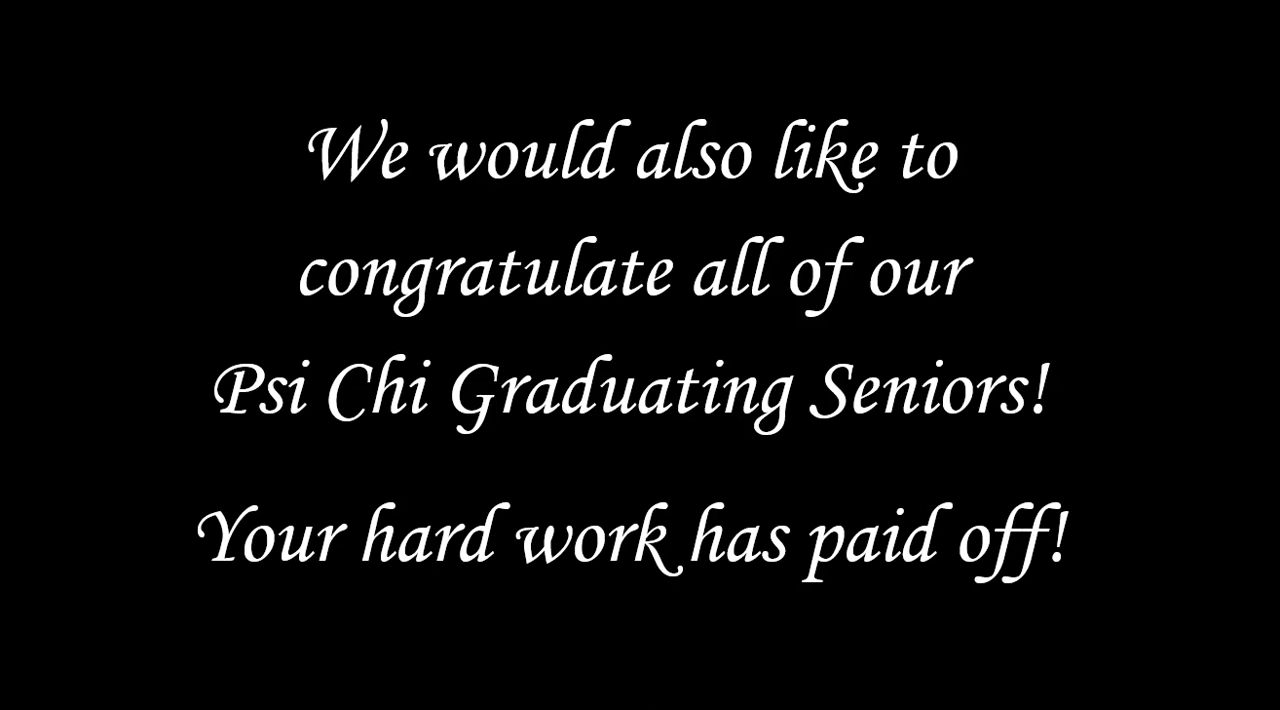 We would also like to
congratulate all of our
Psi Chi Graduating Seniors!
Your hard work has paid off!